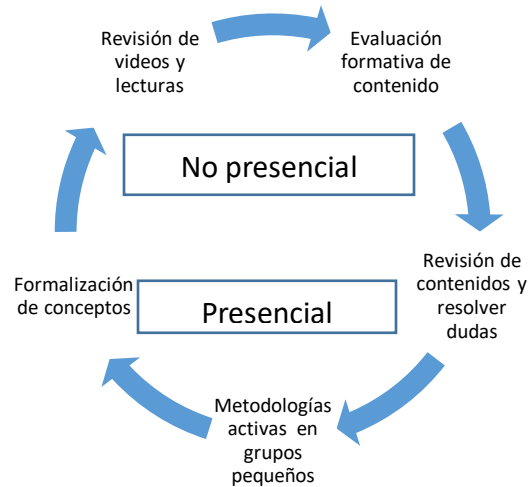 Revisión de
videos y
lecturas
Evaluación
formativa de
contenido
No presencial
Revisión de
contenidos y
resolver
dudas
Formalización
de conceptos
Presencial
Metodologías
activas en
grupos
pequeños